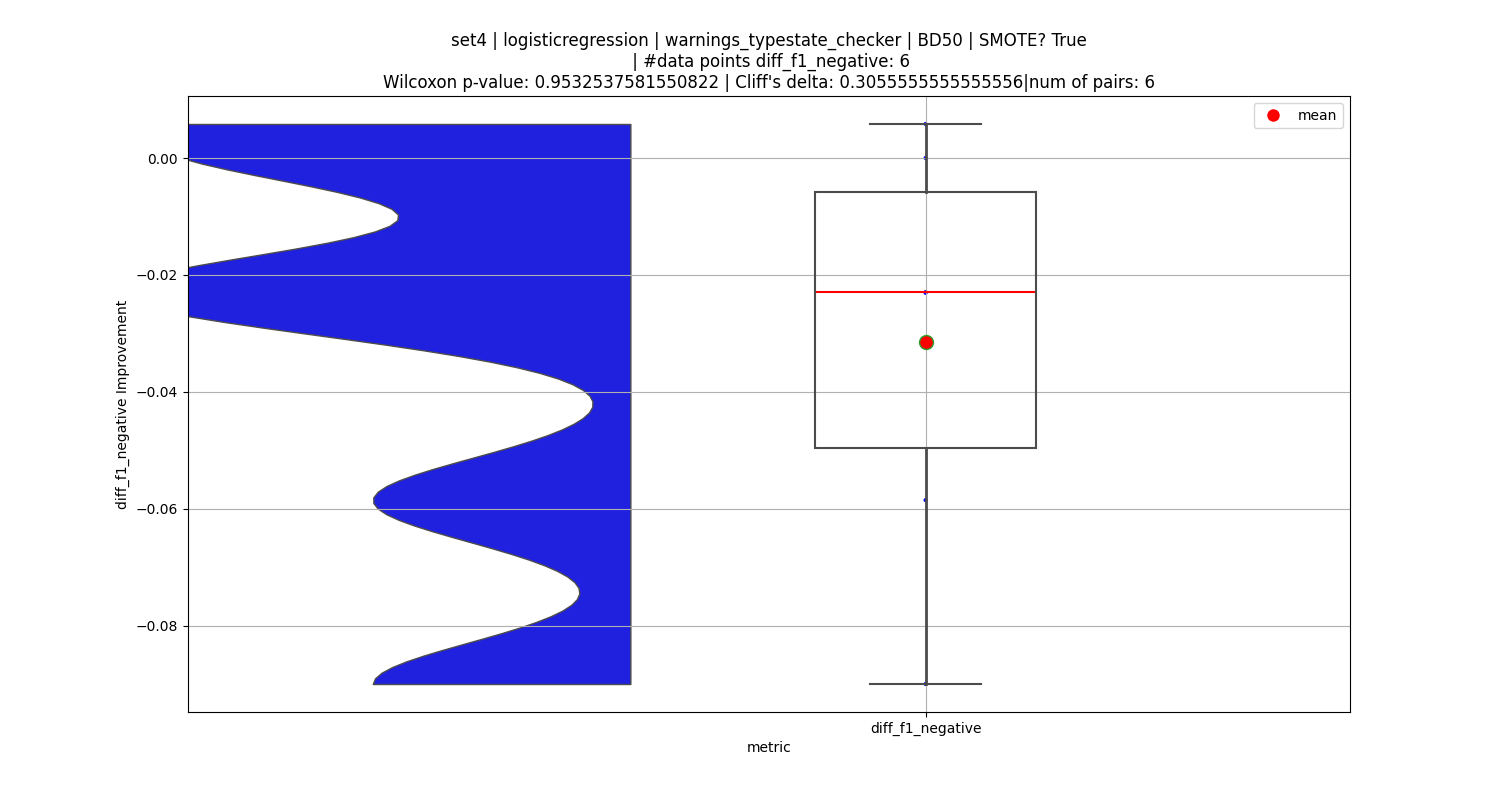 set4 | logisticregression | warnings_typestate_checker | BD50 | SMOTE? True
| #data points diff_f1_negative: 6
Wilcoxon p-value: 0.9532537581550822 | Cliff's delta: 0.3055555555555556|num of pairs: 6
mean
0.00
−0.02
−0.04
−0.06
−0.08
diff_f1_negative Improvement
diff_f1_negative
metric